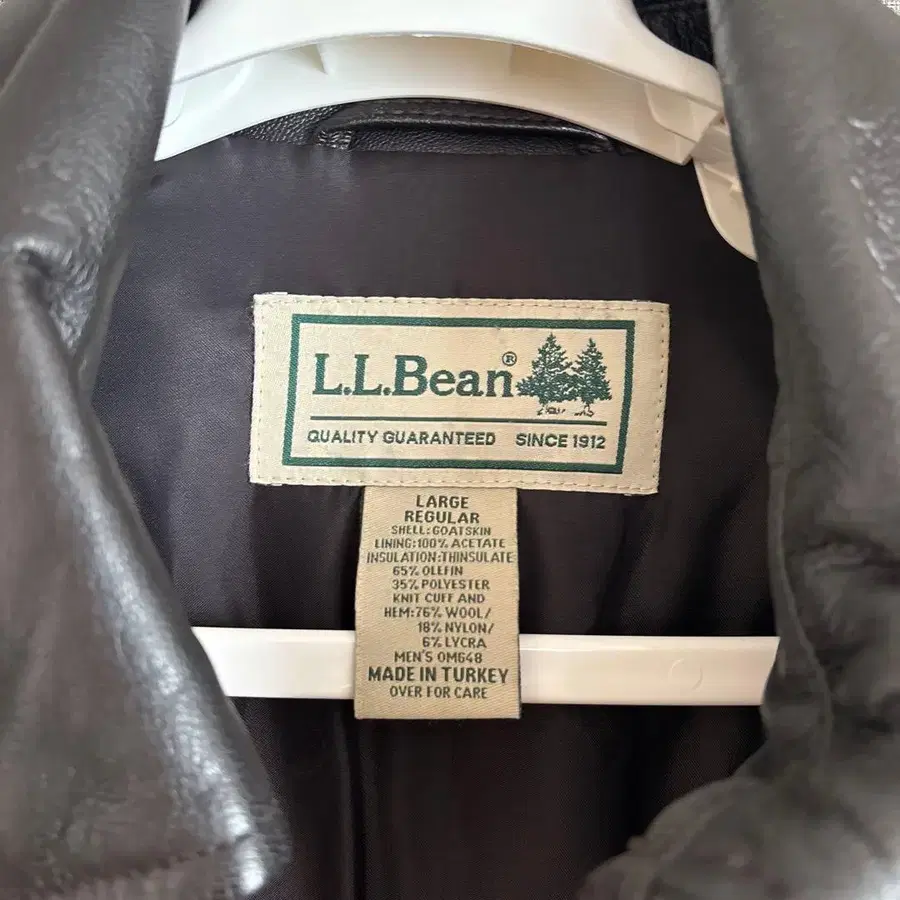 L.L.Bean®
QUALITY GUARANTEED SINCE 1912
LARGE
REGULAR
SHELL:GOATSKIN
LINING:100% ACETATE
INSULATION:THINSULATE
65% OLEFIN
35% POLYESTER
KNIT CUFF AND
HEM:76% WOOL/
18% NYLON/
6% LYCRA
MEN'S OM648
MADE IN TURKEY
OVER FOR CARE